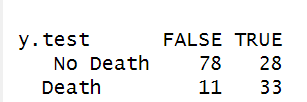 y.test FALSE TRUE
No Death 78 28
Death 11 33